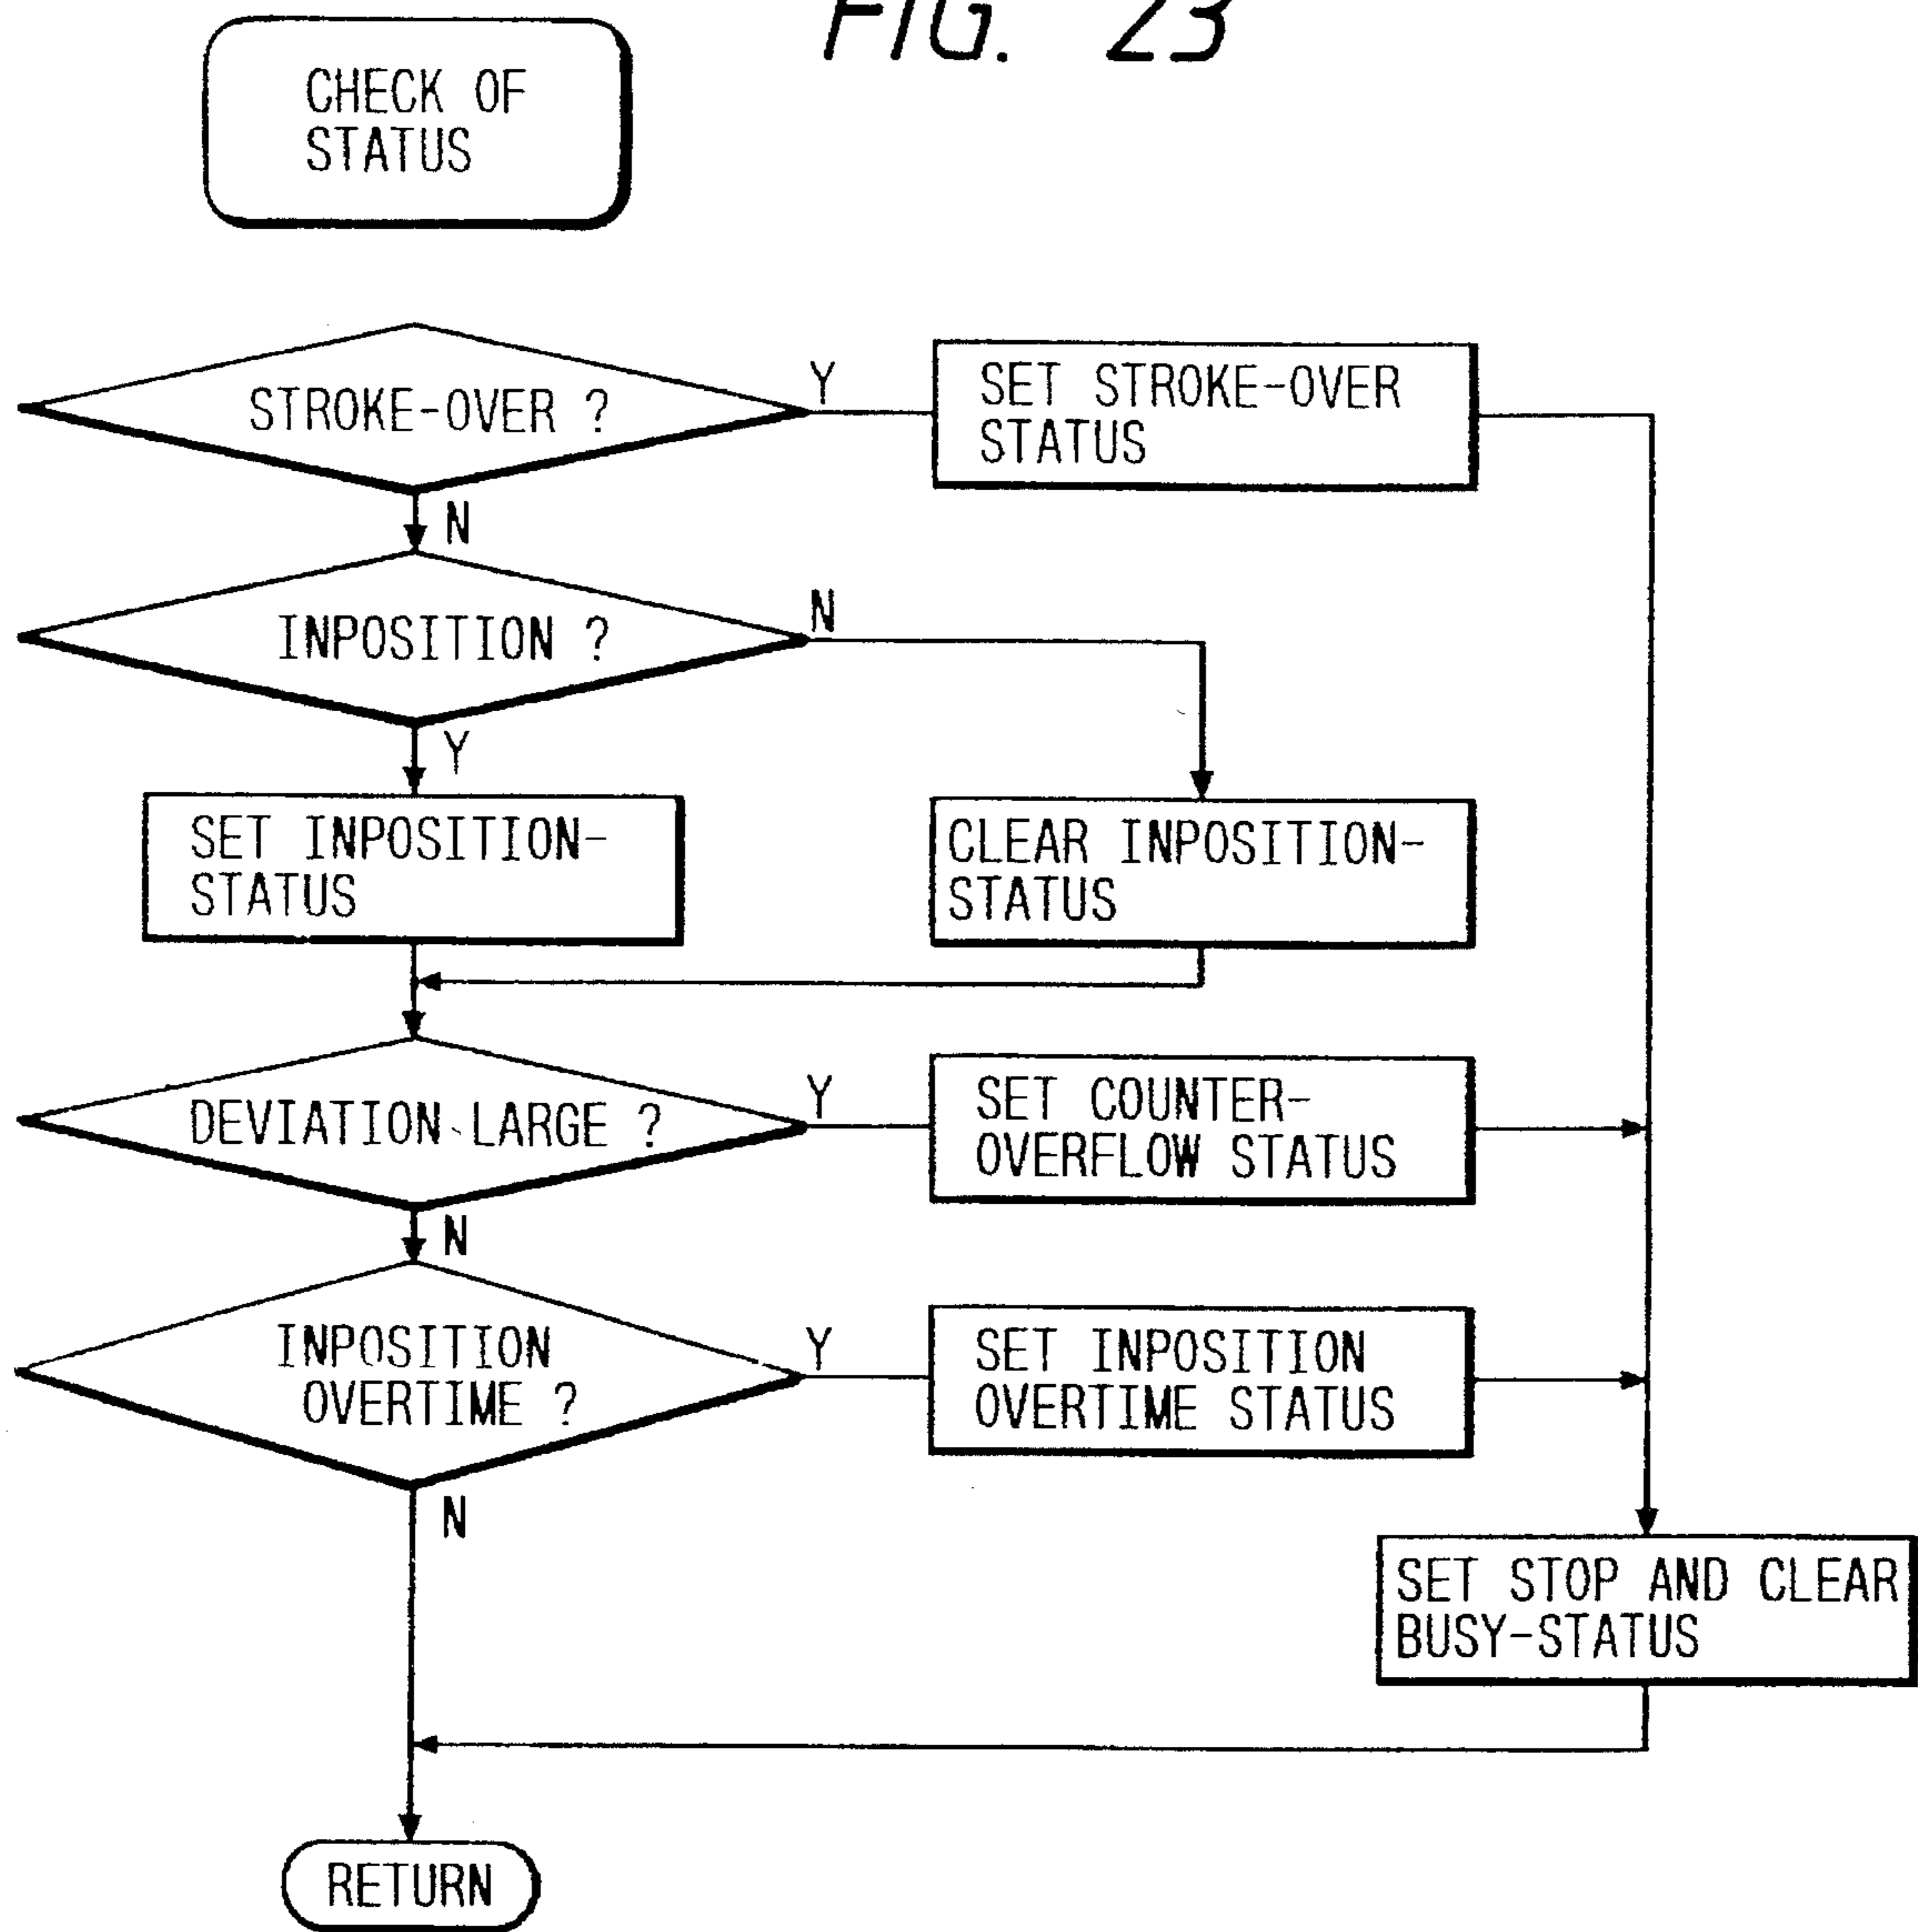 FIG. 23
CHECK OF
STATUS
STROKE-OVER ?
Y
SET STROKE-OVER
STATUS
N
INPOSITION ?
N
Y
SET INPOSITION-
STATUS
CLEAR INPOSITION-
STATUS
DEVIATION LARGE ?
Y
SET COUNTER-
OVERFLOW STATUS
N
INPOSITION
OVERTIME ?
Y
SET INPOSITION
OVERTIME STATUS
N
SET STOP AND CLEAR
BUSY-STATUS
RETURN